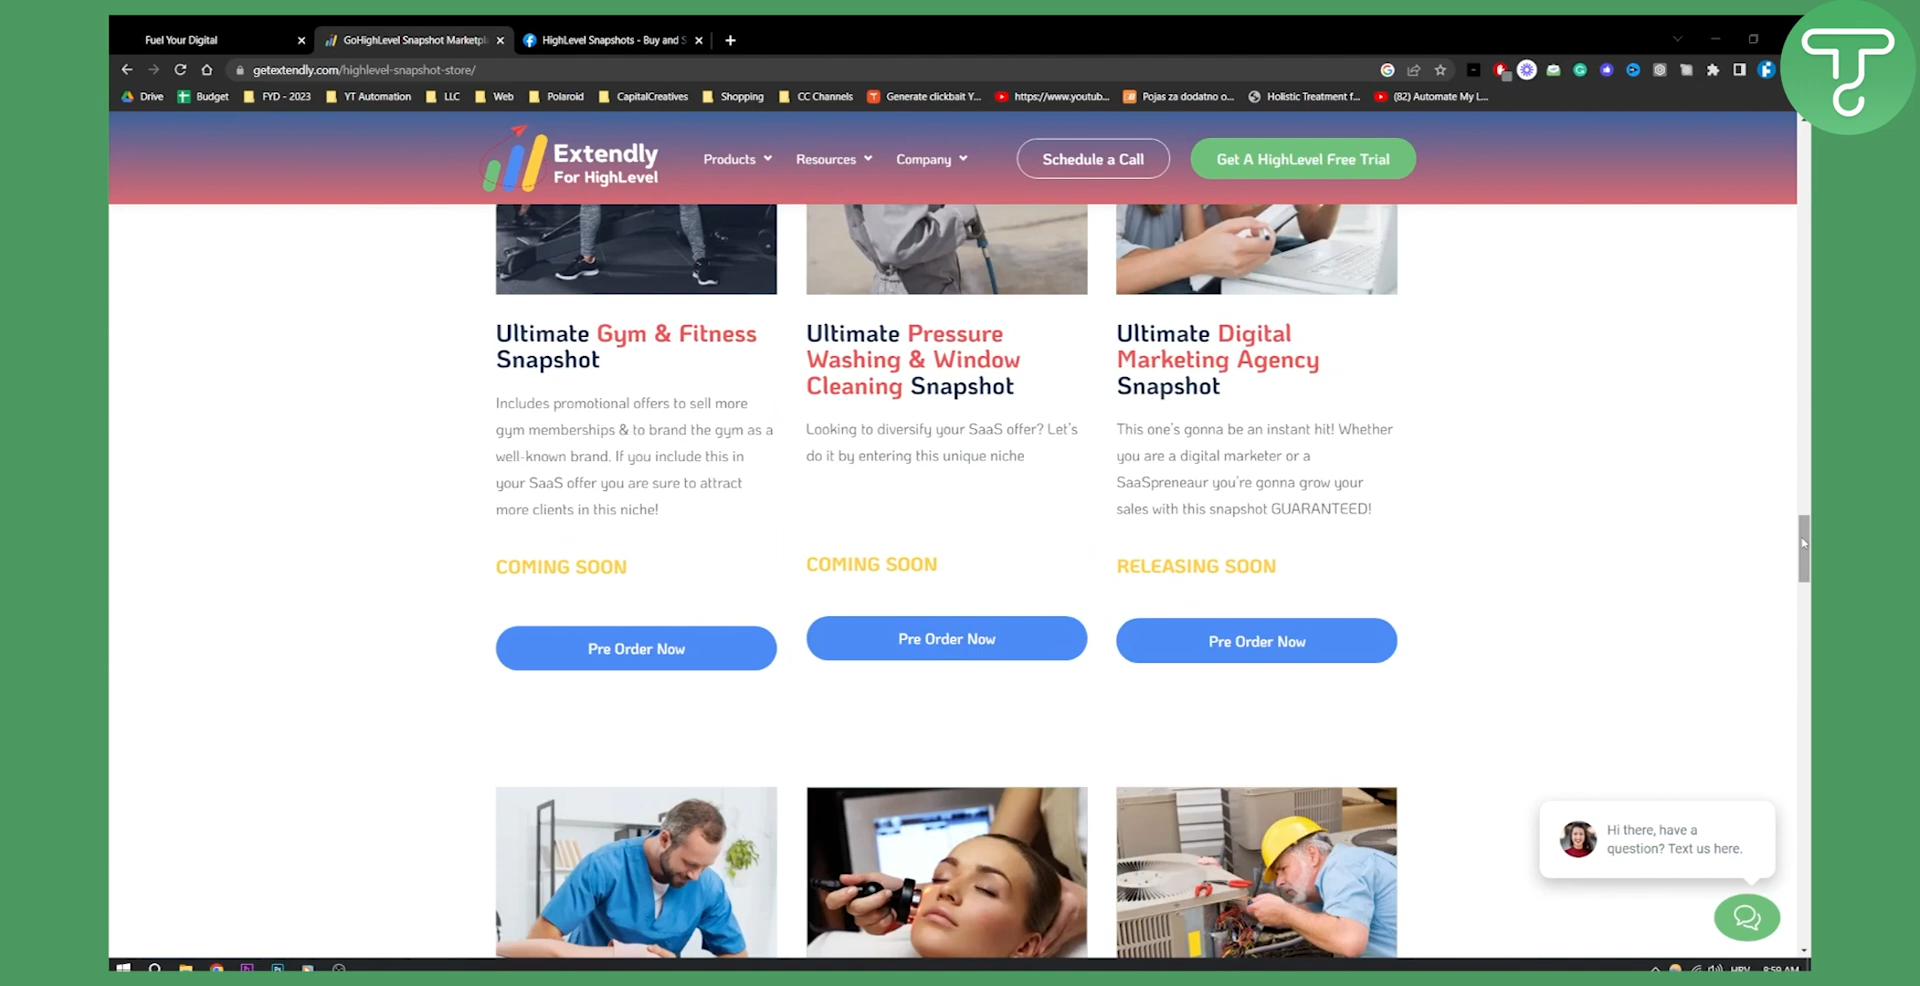 Fuel Your Digital
GoHighLevel Snapshot Marketpl
HighLevel Snapshots - Buy and S
getextendly.com/highlevel-snapshot-store/
Drive Budget FYD - 2023 YT Automation LLC Web Polaroid CapitalCreatives Shopping CC Channels Generate clickbait Y... https://www.youtub... Pojas za dodatno o... Holistic Treatment f... (82) Automate My L...
Extendly
For HighLevel
Products Resources Company Schedule a Call Get A HighLevel Free Trial
Ultimate Gym & Fitness
Snapshot
Includes promotional offers to sell more
gym memberships & to brand the gym as a
well-known brand. If you include this in
your SaaS offer you are sure to attract
more clients in this niche!
COMING SOON
Pre Order Now
Ultimate Pressure
Washing & Window
Cleaning Snapshot
Looking to diversify your SaaS offer? Let's
do it by entering this unique niche
COMING SOON
Pre Order Now
Ultimate Digital
Marketing Agency
Snapshot
This one's gonna be an instant hit! Whether
you are a digital marketer or a
SaaSpreneaur you're gonna grow your
sales with this snapshot GUARANTEED!
RELEASING SOON
Pre Order Now
Hi there, have a
question? Text us here.
HRV 8:59 AM